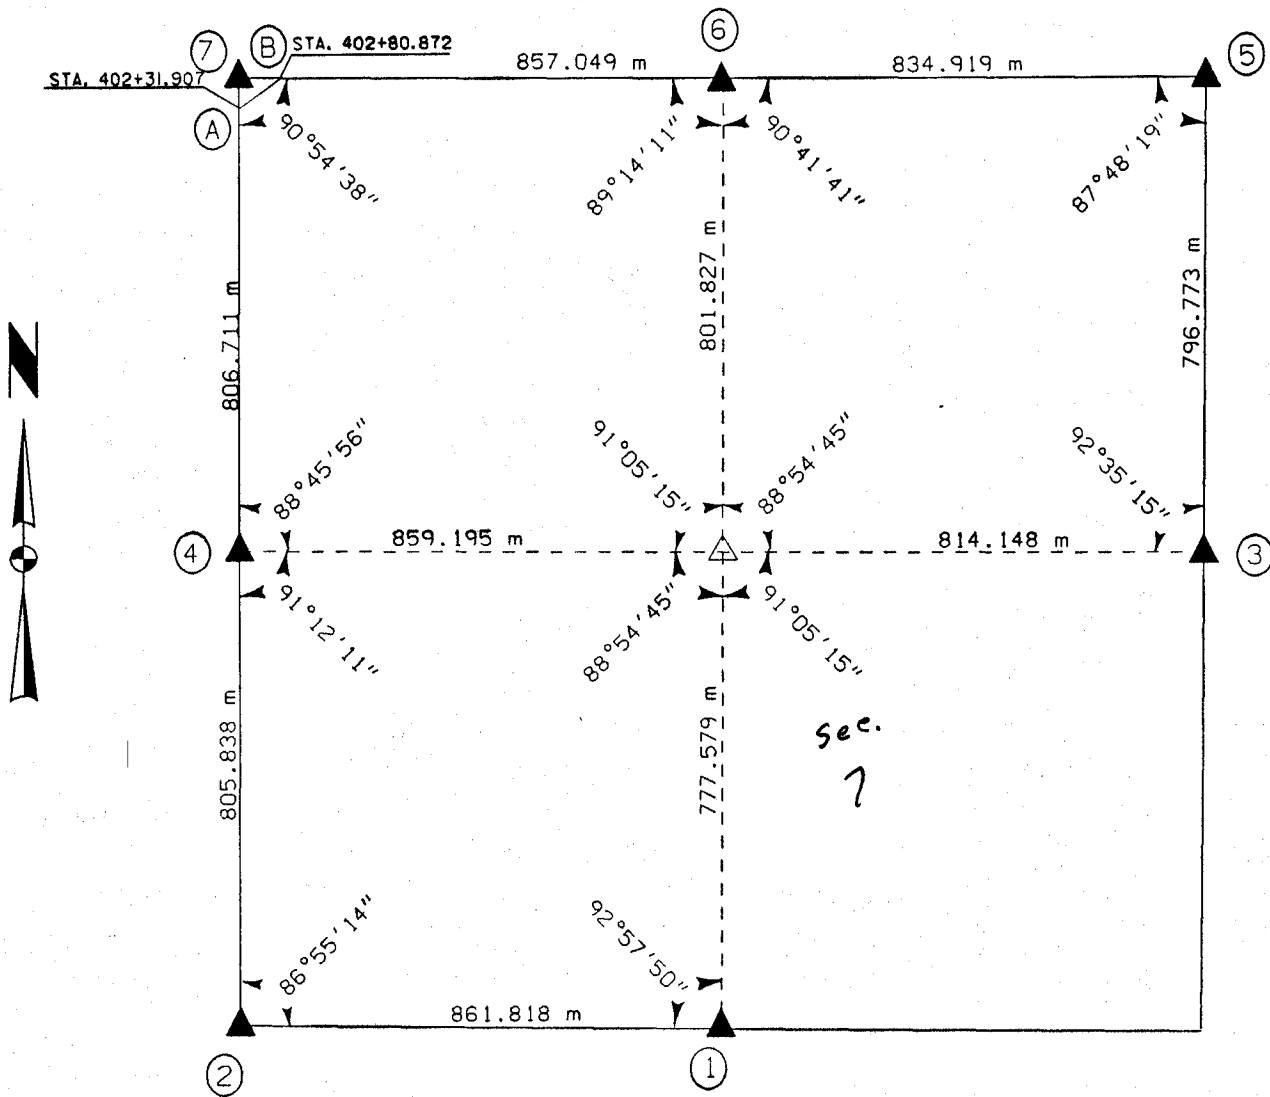 6
7
B
STA. 402+80.872
5
857.049 m
834.919 m
STA. 402+31.907
A
90°54'38"
89°14'11"
90°41'41"
87°48'19"
801.827 m
796.773 m
806.711 m
N
88°45'56"
91°05'15"
88°54'45"
92°35'15"
4
859.195 m
814.148 m
3
91°12'11"
88°54'45"
91°05'15"
805.838 m
777.579 m
sec.
7
86°55'14"
92°57'50"
861.818 m
2
1